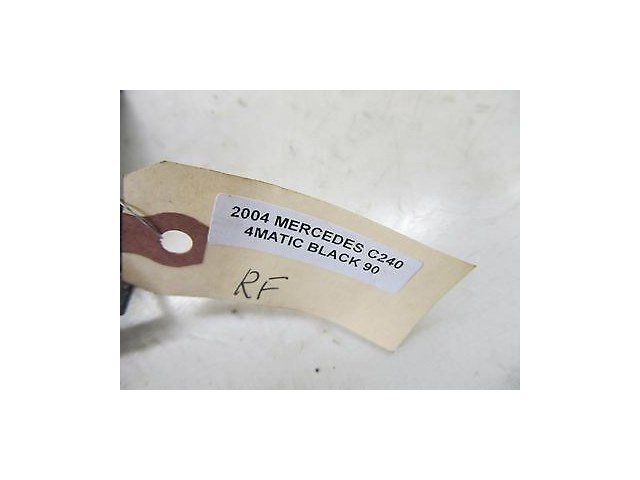 2004 MERCEDES C240
4MATIC BLACK 90
RF